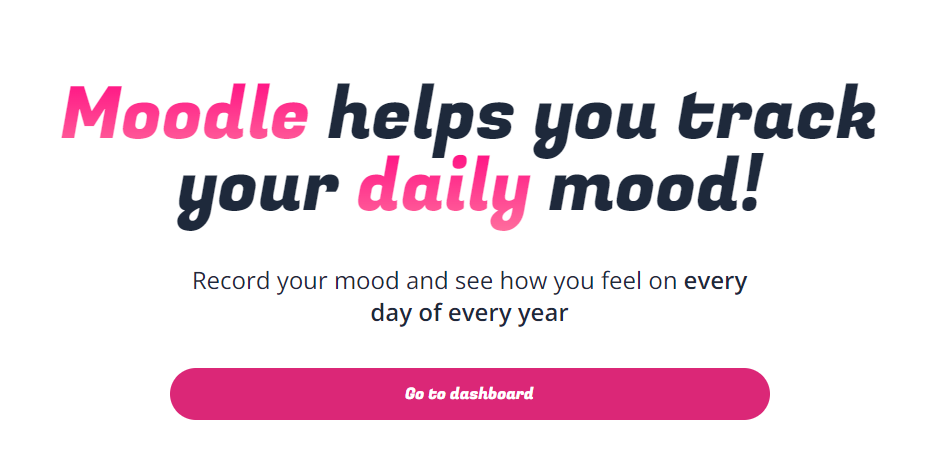 Moodle helps you track
your daily mood!
Record your mood and see how you feel on every
day of every year
Go to dashboard